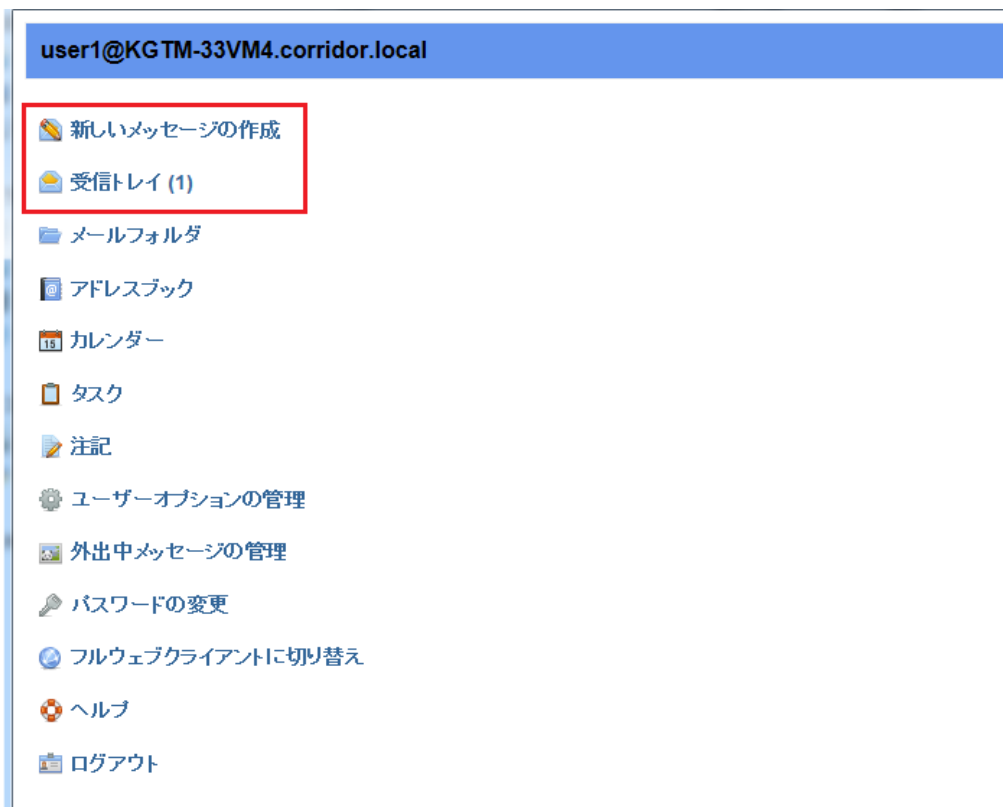 user1@KGTM-33VM4.corridor.local
新しいメッセージの作成
受信トレイ (1)
メールフォルダ
アドレスブック
カレンダー
タスク
注記
ユーザーオプションの管理
外出中メッセージの管理
パスワードの変更
フルウェブクライアントに切り替え
ヘルプ
ログアウト